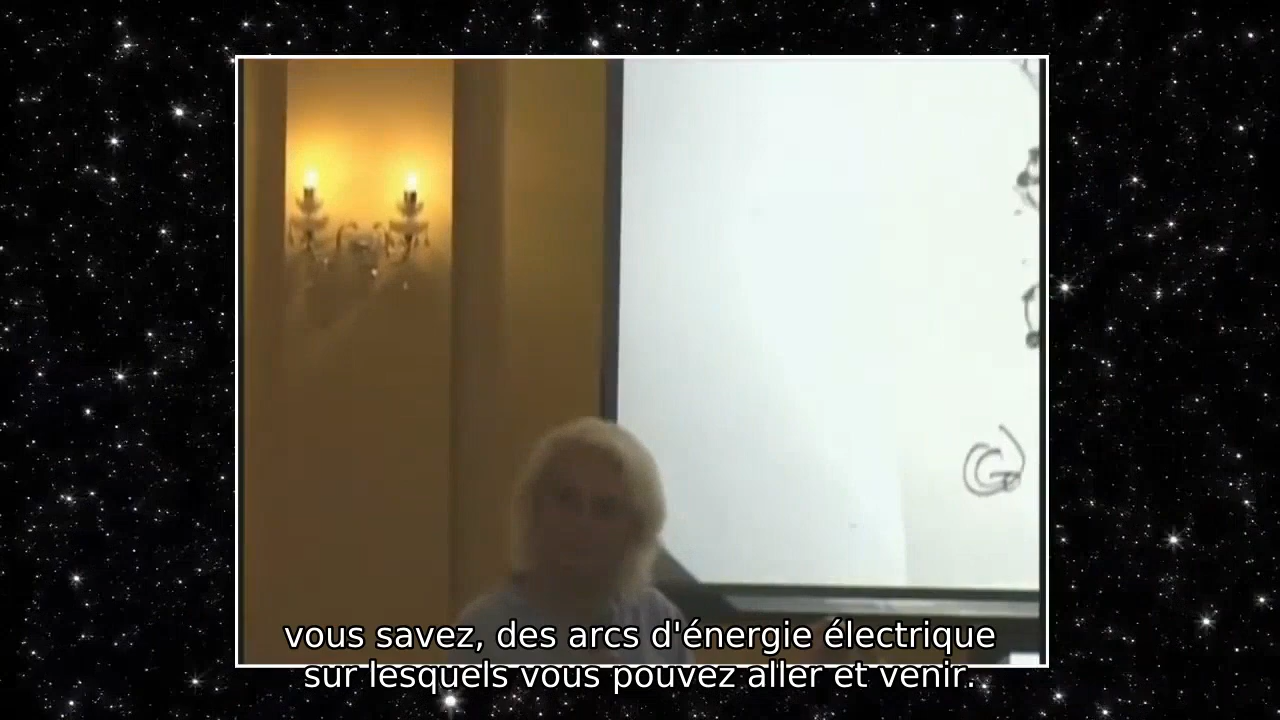 G
vous savez, des arcs d'énergie électrique
sur lesquels vous pouvez aller et venir.